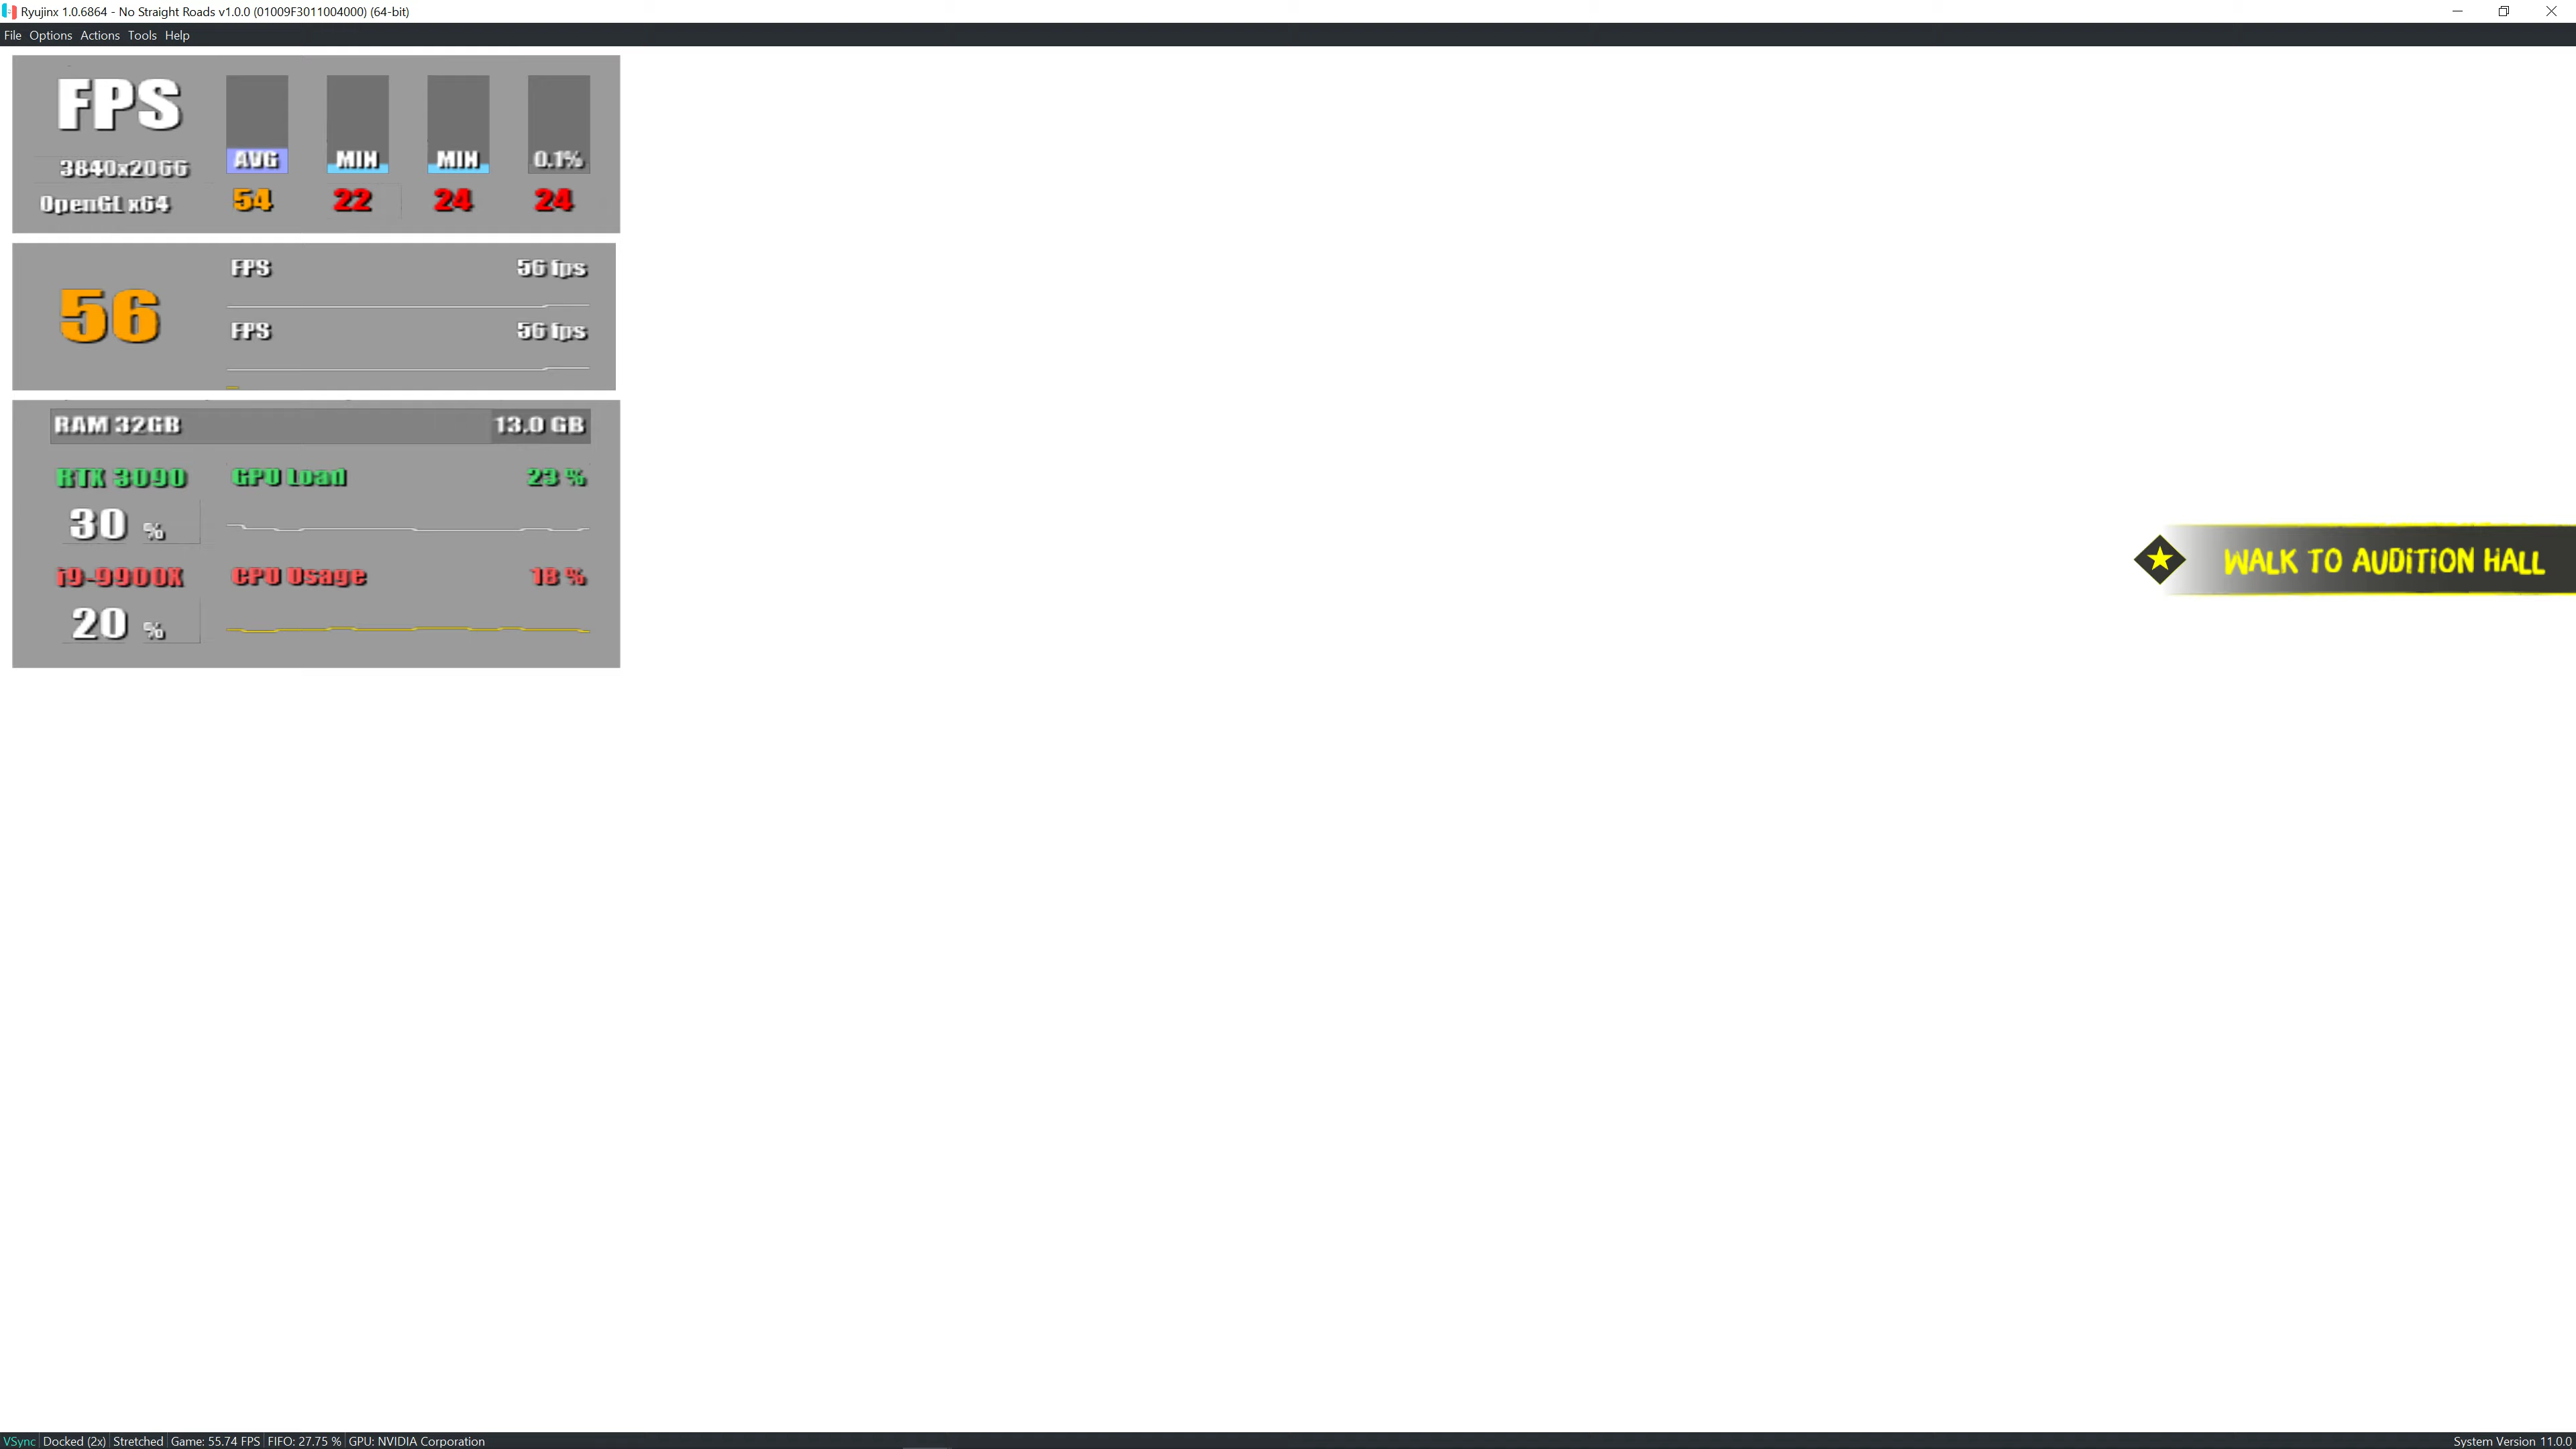 Ryujinx 1.0.6864 - No Straight Roads v1.0.0 (01009F3011004000) (64-bit)
File Options Actions Tools Help
FPS
3840x2066
OpenGL x64
AVG MIN MIN 0.1%
54 22 24 24
56
FPS 56 fps
FPS 56 fps
RAM 32GB 13.0 GB
RTX 3090 GPU Load 23 %
30 %
i9-9900X CPU Usage 18 %
20 %
WALK TO AUDITION HALL
VSync Docked (2x) Stretched Game: 55.74 FPS FIFO: 27.75 % GPU: NVIDIA Corporation System Version 11.0.0